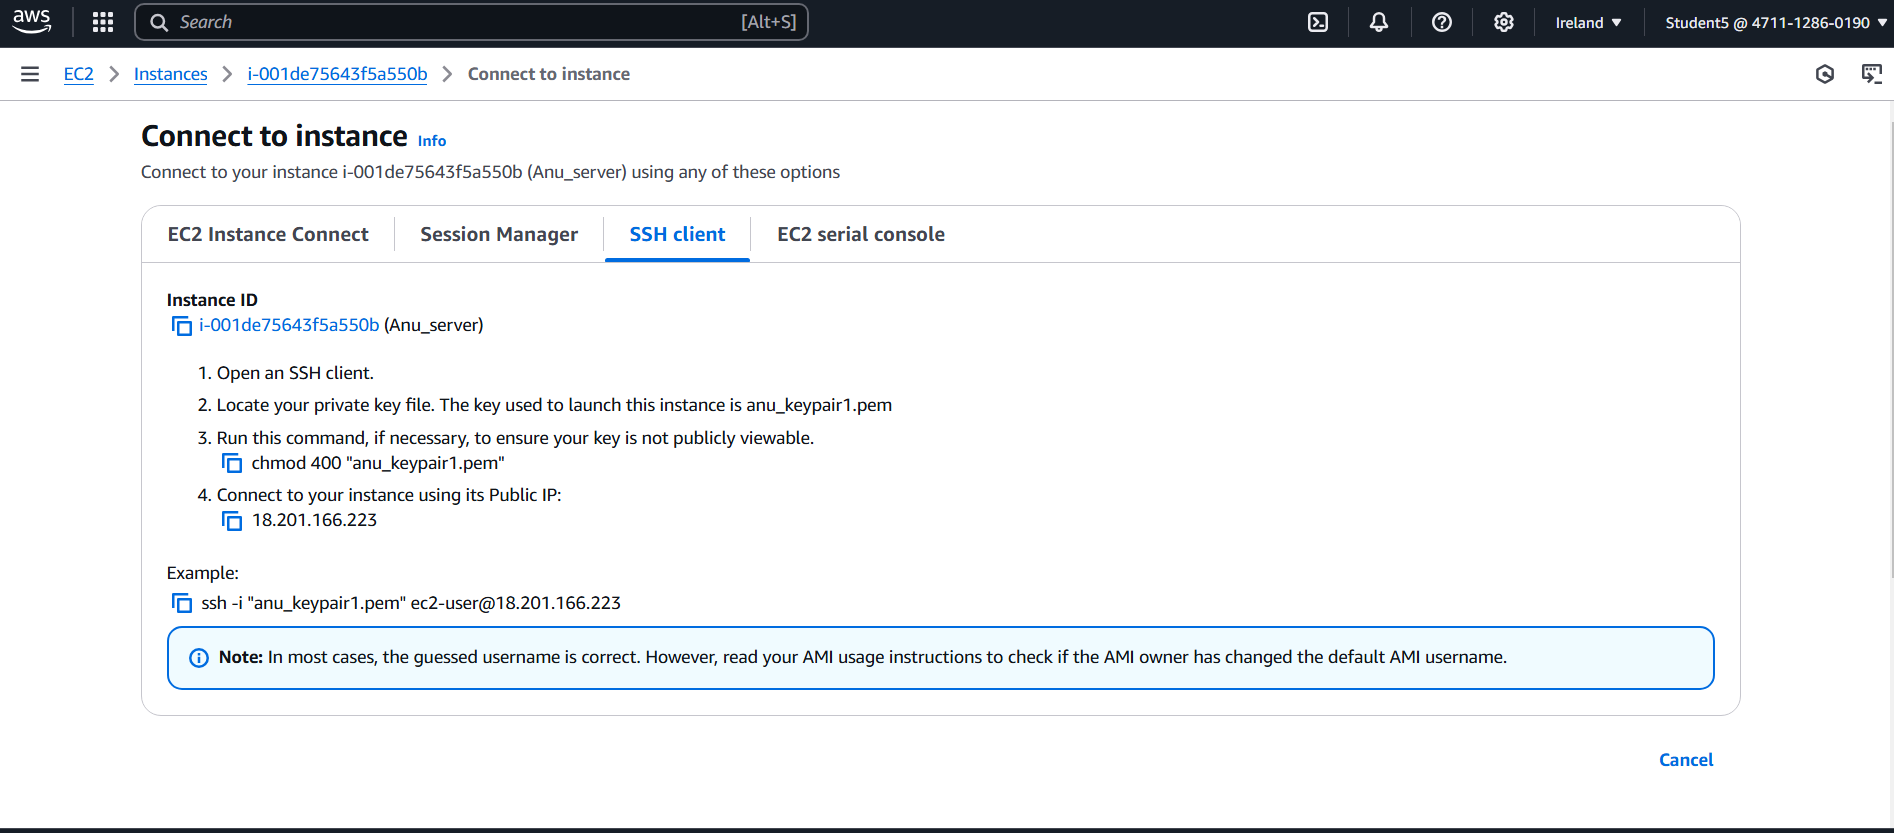 aws
Search [Alt+S]
Ireland
Student5 @ 4711-1286-0190
EC2 Instances i-001de75643f5a550b Connect to instance
Connect to instance Info
Connect to your instance i-001de75643f5a550b (Anu_server) using any of these options
EC2 Instance Connect Session Manager SSH client EC2 serial console
Instance ID
i-001de75643f5a550b (Anu_server)
1. Open an SSH client.
2. Locate your private key file. The key used to launch this instance is anu_keypair1.pem
3. Run this command, if necessary, to ensure your key is not publicly viewable.
chmod 400 "anu_keypair1.pem"
4. Connect to your instance using its Public IP:
18.201.166.223
Example:
ssh -i "anu_keypair1.pem" ec2-user@18.201.166.223
Note: In most cases, the guessed username is correct. However, read your AMI usage instructions to check if the AMI owner has changed the default AMI username.
Cancel